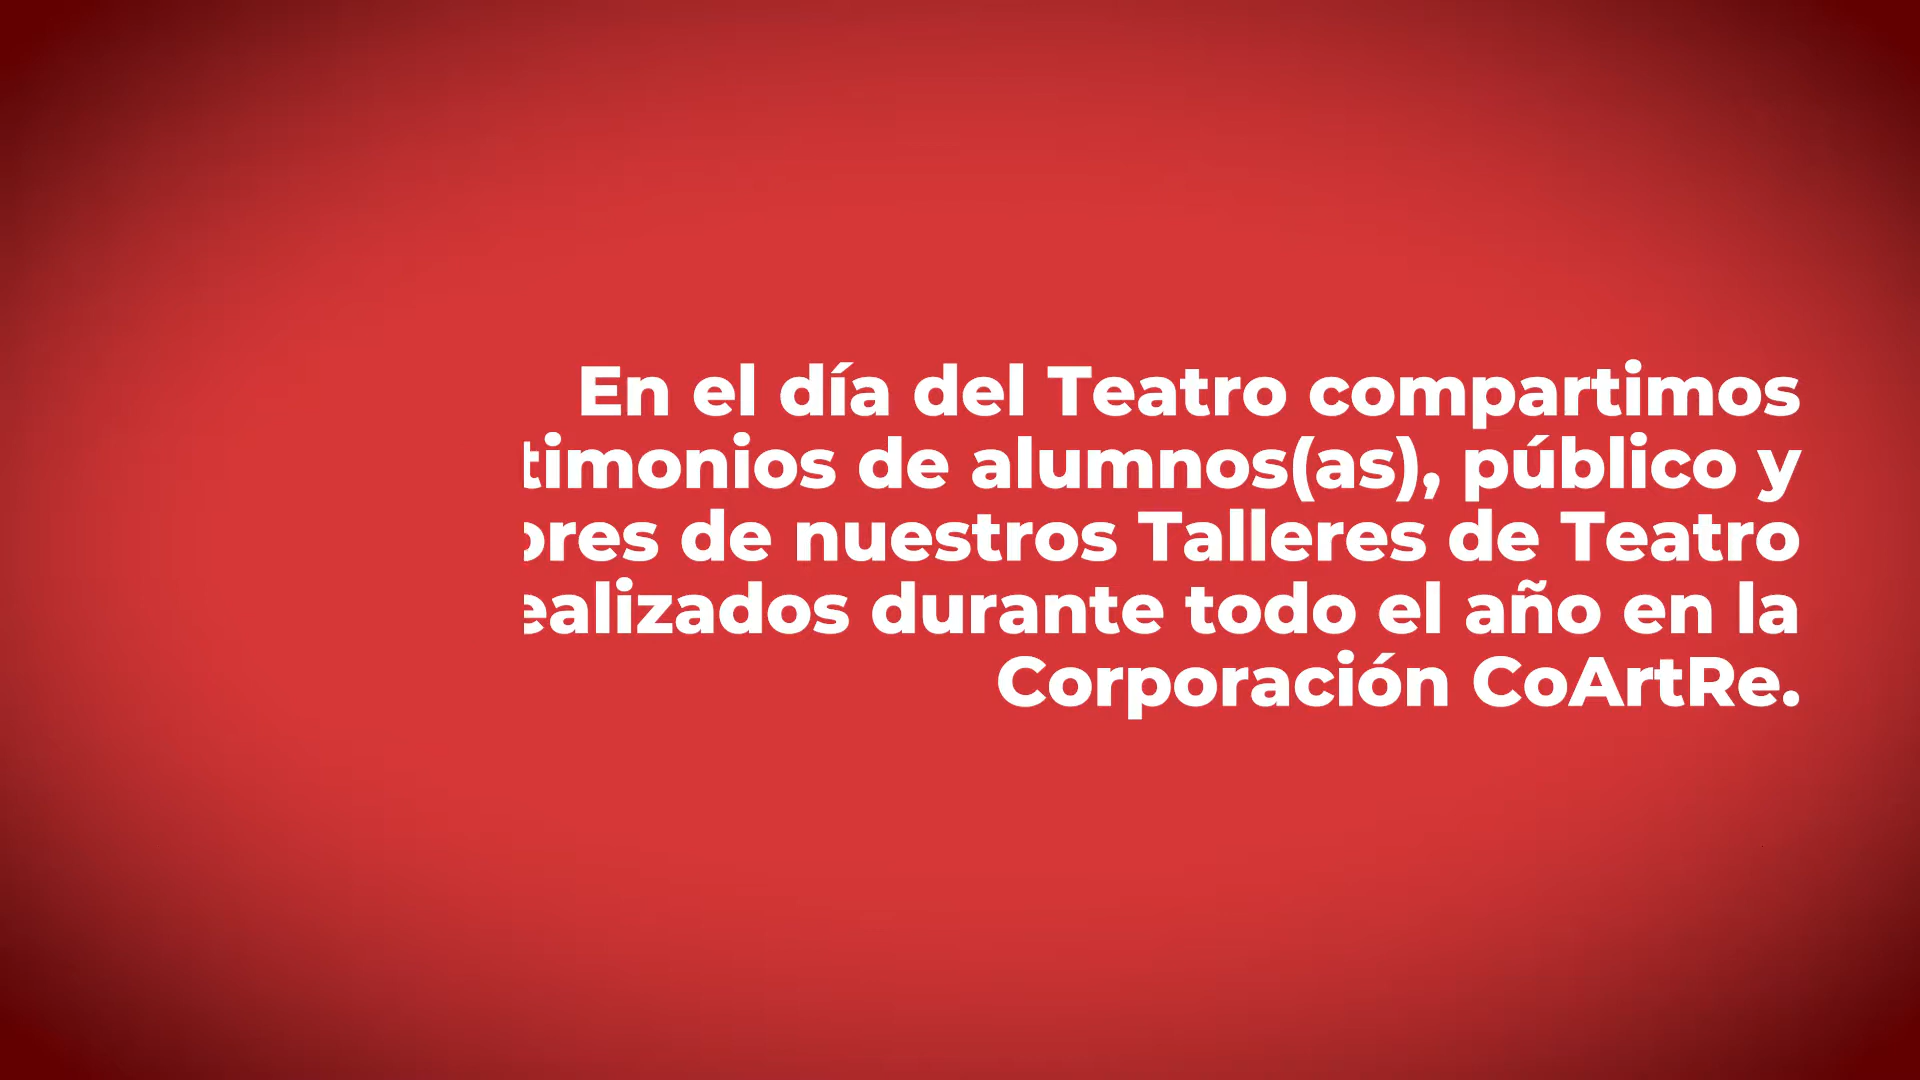 En el día del Teatro compartimos
timonios de alumnos(as), público y
ores de nuestros Talleres de Teatro
ealizados durante todo el año en la
Corporación CoArtRe.